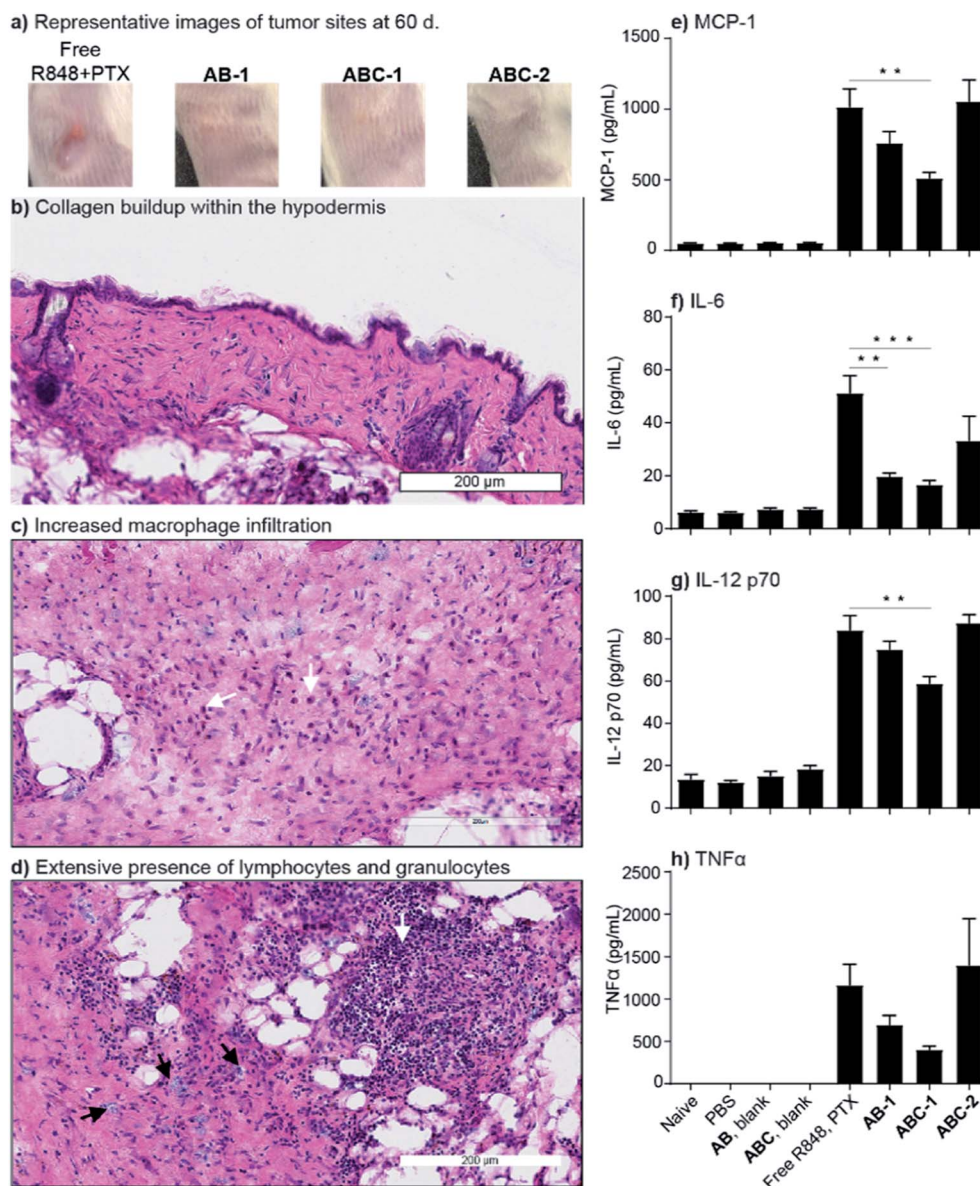 a) Representative images of tumor sites at 60 d.
Free
R848+PTX
AB-1
ABC-1
ABC-2
b) Collagen buildup within the hypodermis
200 µm
c) Increased macrophage infiltration
200µm
d) Extensive presence of lymphocytes and granulocytes
200 µm
e) MCP-1
MCP-1 (pg/mL)
1500
1000
500
0
* *
f) IL-6
IL-6 (pg/mL)
80
60
40
20
0
* * *
* *
g) IL-12 p70
IL-12 p70 (pg/mL)
100
80
60
40
20
0
* *
h) TNFα
TNFα (pg/mL)
2500
2000
1500
1000
500
0
Naive
PBS
AB, blank
ABC, blank
Free R848, PTX
AB-1
ABC-1
ABC-2